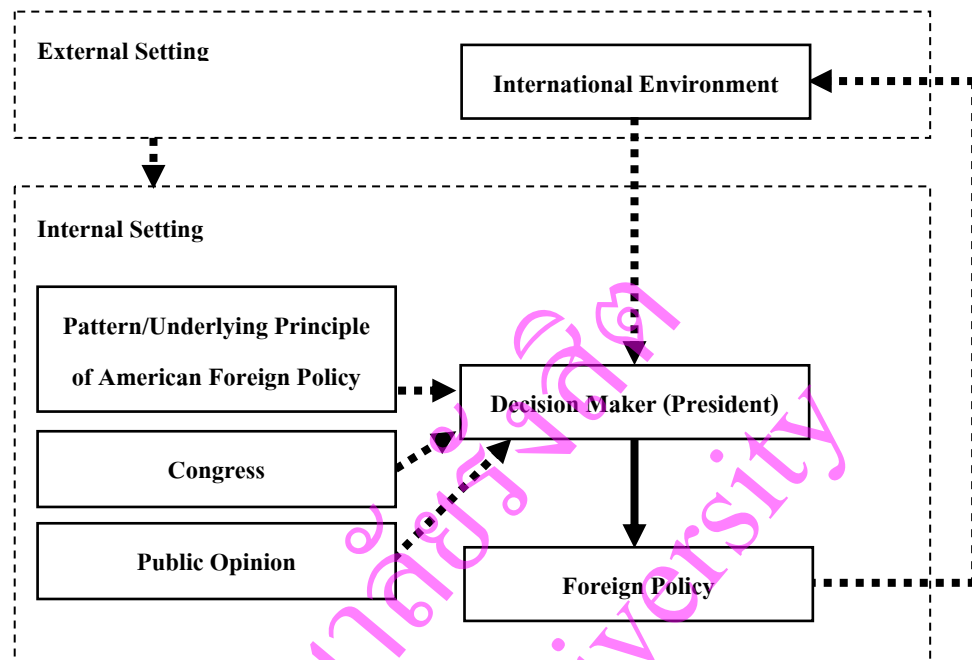 External Setting
International Environment
Internal Setting
Pattern/Underlying Principle
of American Foreign Policy
Decision Maker (President)
Congress
Public Opinion
Foreign Policy
University